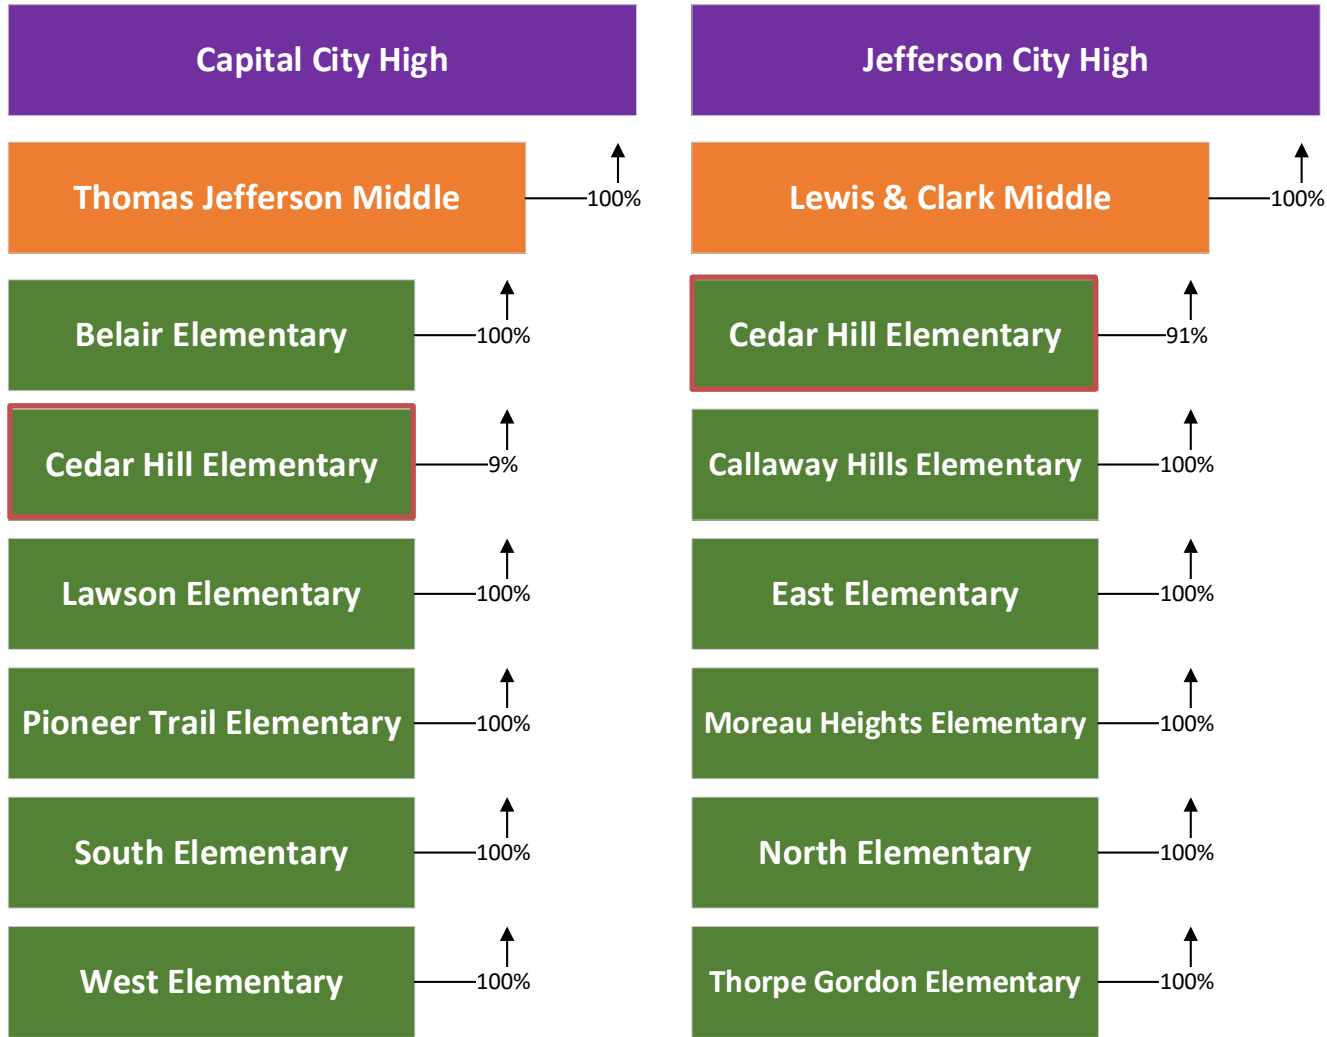 Capital City High
Thomas Jefferson Middle
100%
Belair Elementary
100%
Cedar Hill Elementary
9%
Lawson Elementary
100%
Pioneer Trail Elementary
100%
South Elementary
100%
West Elementary
100%
Jefferson City High
Lewis & Clark Middle
100%
Cedar Hill Elementary
91%
Callaway Hills Elementary
100%
East Elementary
100%
Moreau Heights Elementary
100%
North Elementary
100%
Thorpe Gordon Elementary
100%